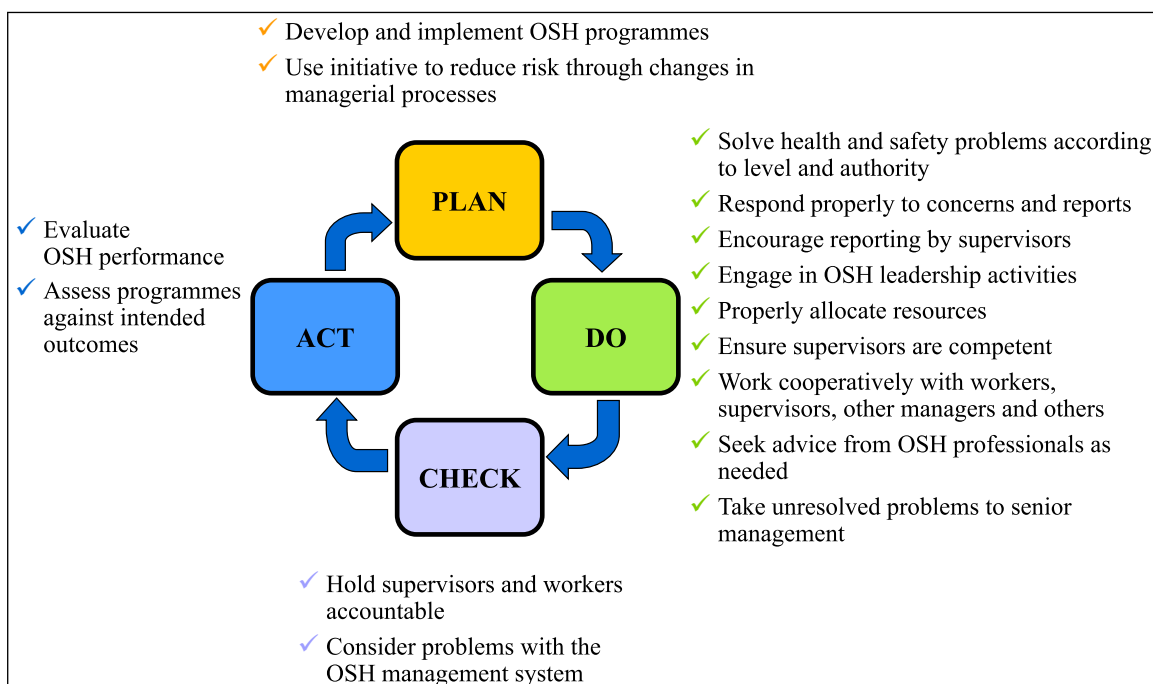 Develop and implement OSH programmes
Use initiative to reduce risk through changes in
managerial processes
PLAN
Solve health and safety problems according
to level and authority
Respond properly to concerns and reports
Encourage reporting by supervisors
Engage in OSH leadership activities
Properly allocate resources
Ensure supervisors are competent
Work cooperatively with workers,
supervisors, other managers and others
Seek advice from OSH professionals as
needed
Take unresolved problems to senior
management
DO
Evaluate
OSH performance
Assess programmes
against intended
outcomes
ACT
CHECK
Hold supervisors and workers
accountable
Consider problems with the
OSH management system